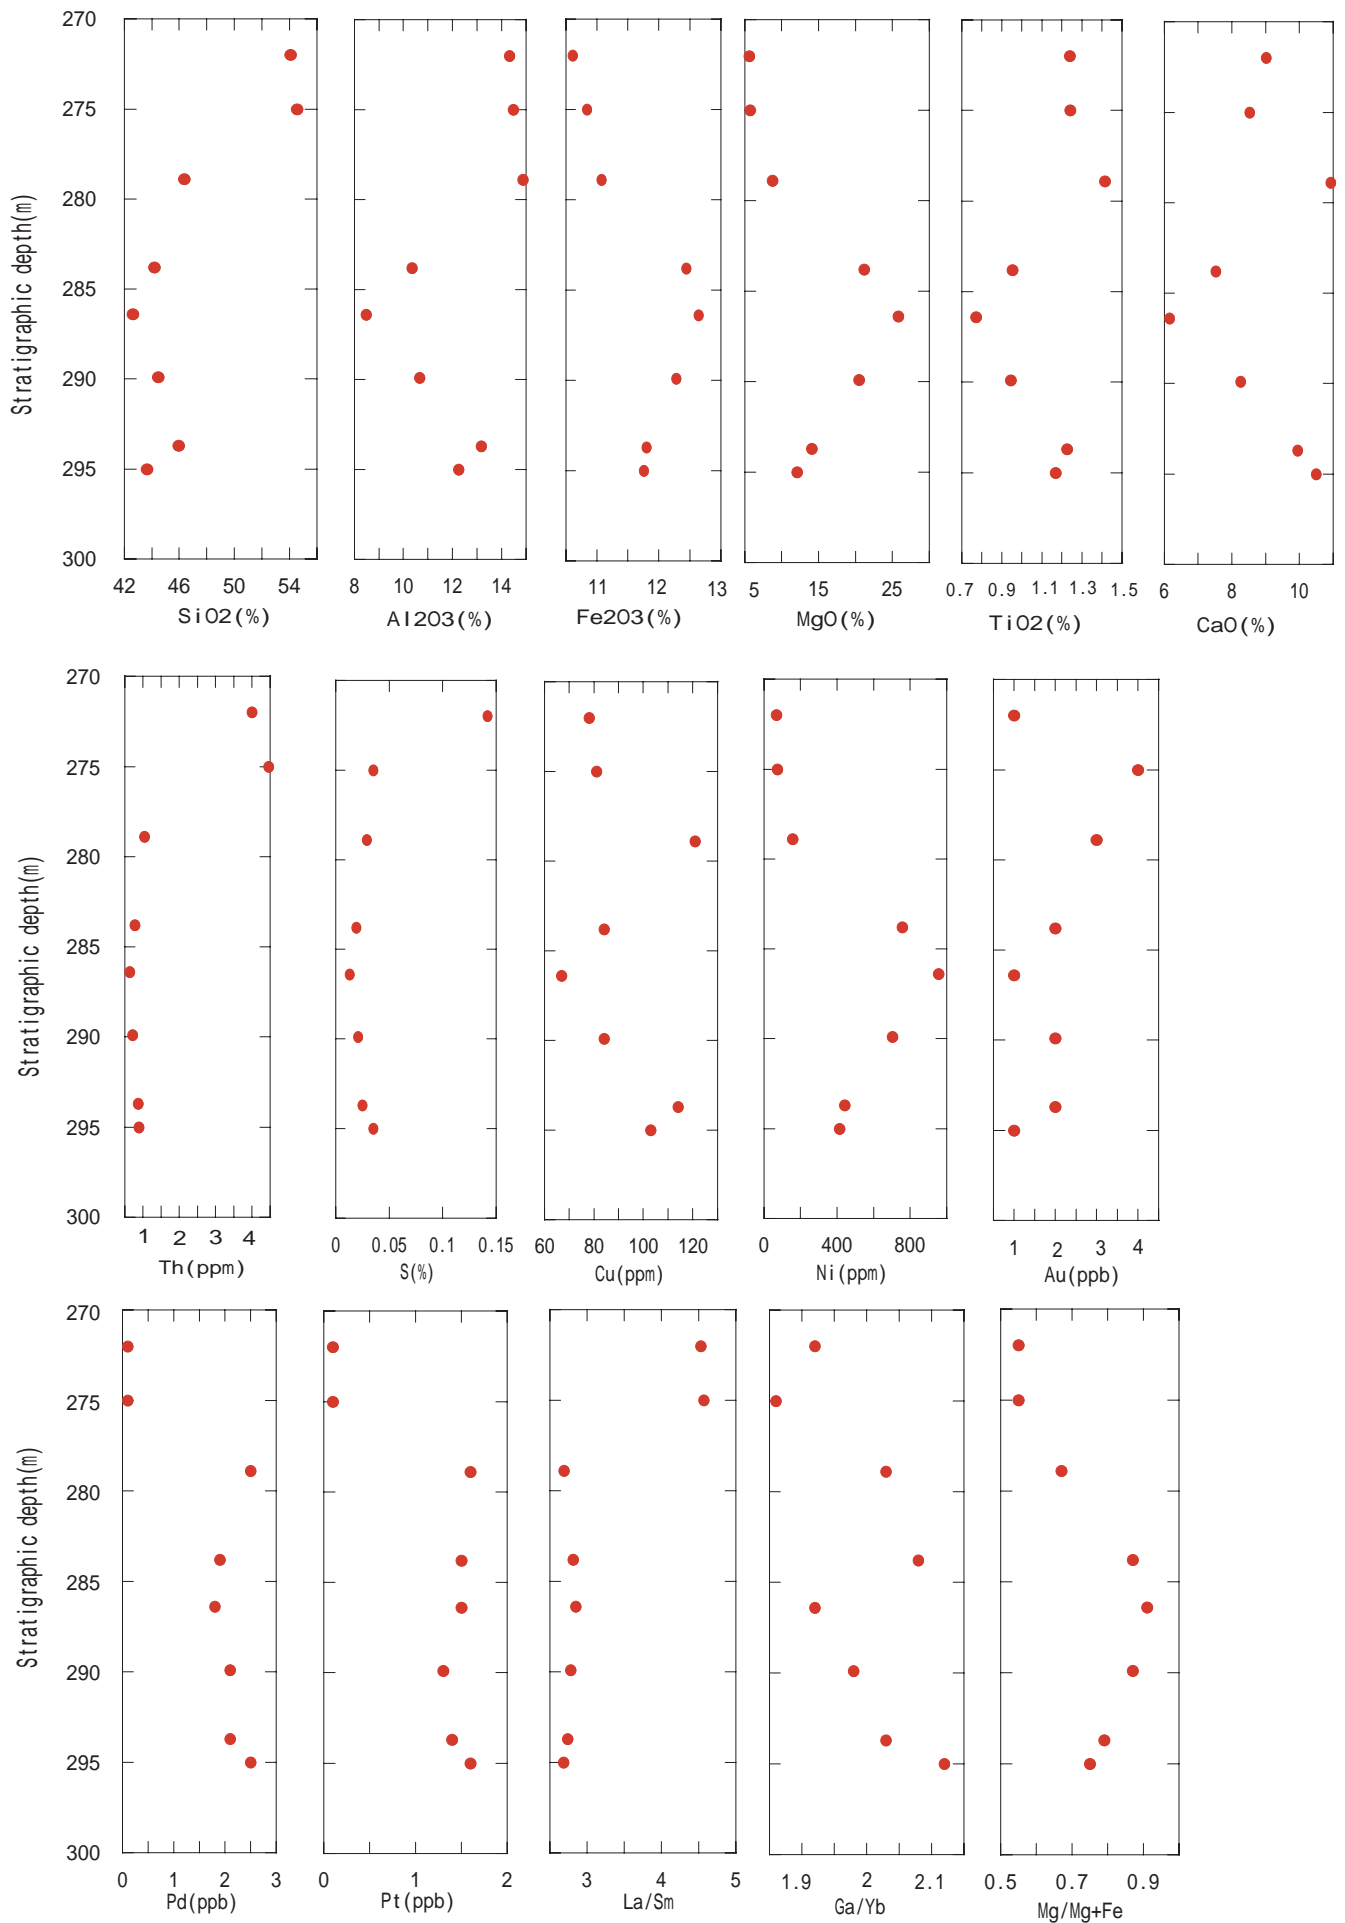 270
275
280
285
290
295
300
Stratigraphic depth(m)
42 46 50 54
SiO2(%)
8 10 12 14
Al2O3(%)
11 12 13
Fe2O3(%)
5 15 25
MgO(%)
0.7 0.9 1.1 1.3 1.5
TiO2(%)
6 8 10
CaO(%)
270
275
280
285
290
295
300
Stratigraphic depth(m)
1 2 3 4
Th(ppm)
0 0.05 0.10 0.15
S(%)
60 80 100 120
Cu(ppm)
0 400 800
Ni(ppm)
1 2 3 4
Au(ppb)
270
275
280
285
290
295
300
Stratigraphic depth(m)
0 1 2 3
Pd(ppb)
0 1 2
Pt(ppb)
3 4 5
La/Sm
1.9 2 2.1
Ga/Yb
0.5 0.7 0.9
Mg/Mg+Fe